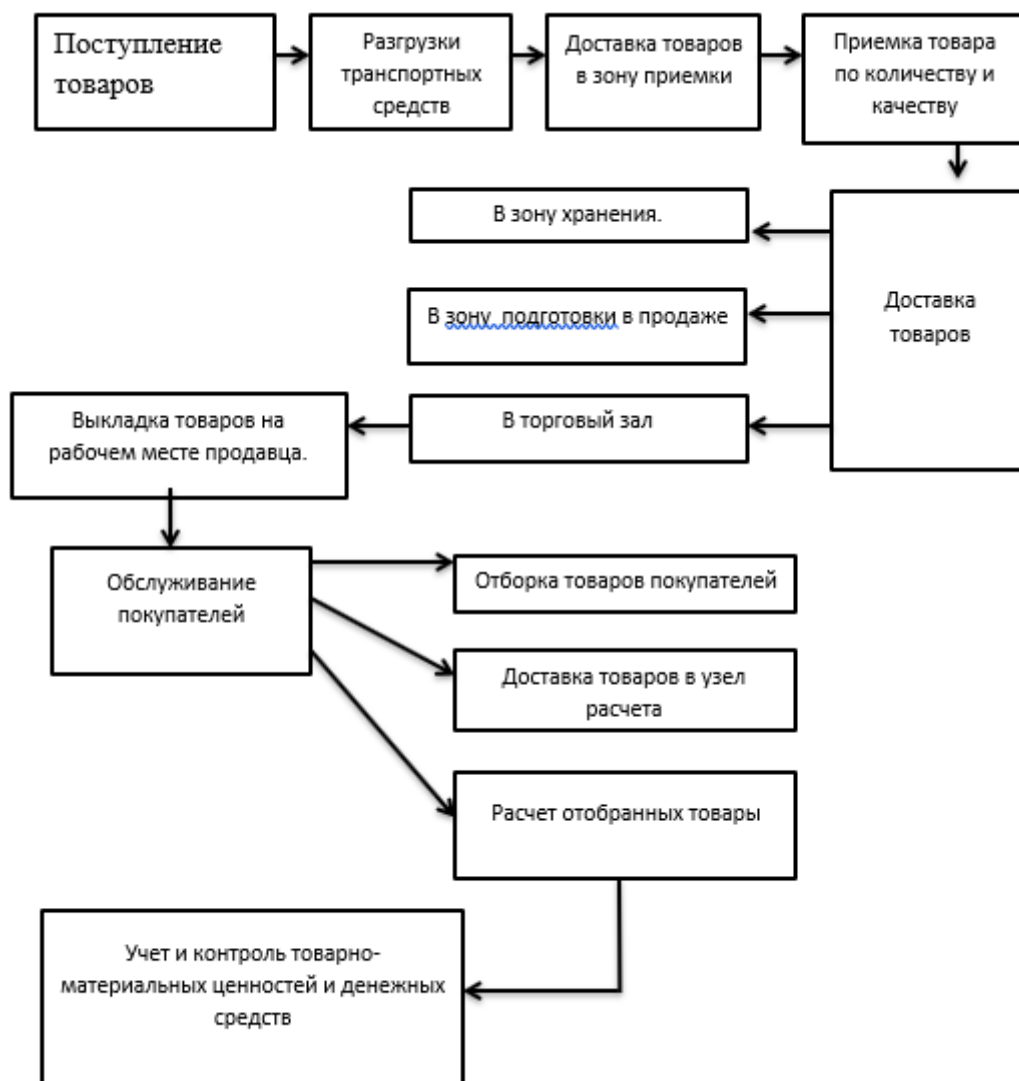 Поступление
товаров
Разгрузки
транспортных
средств
Доставка товаров
в зону приемки
Приемка товара
по количеству и
качеству
В зону хранения.
В зону подготовки в продаже
Доставка
товаров
В торговый зал
Выкладка товаров на
рабочем месте продавца.
Обслуживание
покупателей
Отборка товаров покупателей
Доставка товаров в узел
расчета
Расчет отобранных товары
Учет и контроль товарно-
материальных ценностей и денежных
средств